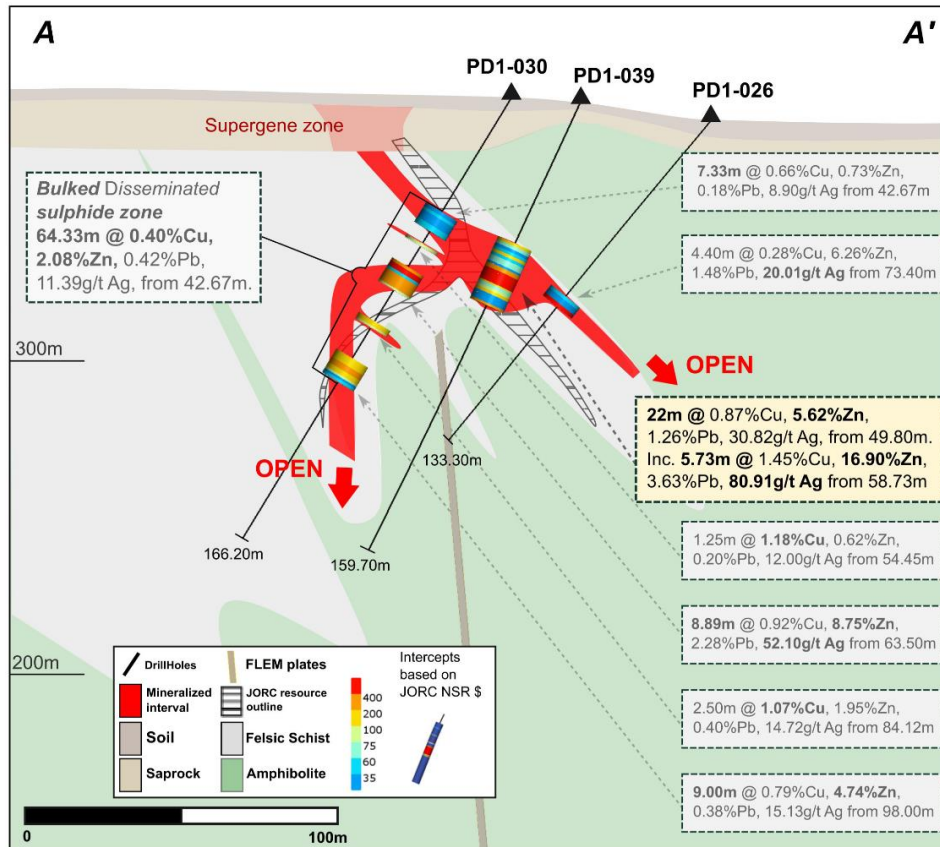 A
A'
PD1-030
PD1-039
PD1-026
Supergene zone
7.33m @ 0.66%Cu, 0.73%Zn,
0.18%Pb, 8.90g/t Ag from 42.67m
Bulked Disseminated
sulphide zone
64.33m @ 0.40%Cu,
2.08%Zn, 0.42%Pb,
11.39g/t Ag, from 42.67m.
4.40m @ 0.28%Cu, 6.26%Zn,
1.48%Pb, 20.01g/t Ag from 73.40m
300m
OPEN
22m @ 0.87%Cu, 5.62%Zn,
1.26%Pb, 30.82g/t Ag, from 49.80m.
Inc. 5.73m @ 1.45%Cu, 16.90%Zn,
3.63%Pb, 80.91g/t Ag from 58.73m
133.30m
OPEN
166.20m
159.70m
1.25m @ 1.18%Cu, 0.62%Zn,
0.20%Pb, 12.00g/t Ag from 54.45m
8.89m @ 0.92%Cu, 8.75%Zn,
2.28%Pb, 52.10g/t Ag from 63.50m
200m
2.50m @ 1.07%Cu, 1.95%Zn,
0.40%Pb, 14.72g/t Ag from 84.12m
9.00m @ 0.79%Cu, 4.74%Zn,
0.38%Pb, 15.13g/t Ag from 98.00m
DrillHoles
FLEM plates
Mineralized
interval
JORC resource
outline
Soil
Felsic Schist
Saprock
Amphibolite
400
200
100
75
60
35
Intercepts
based on
JORC NSR $
0
100m